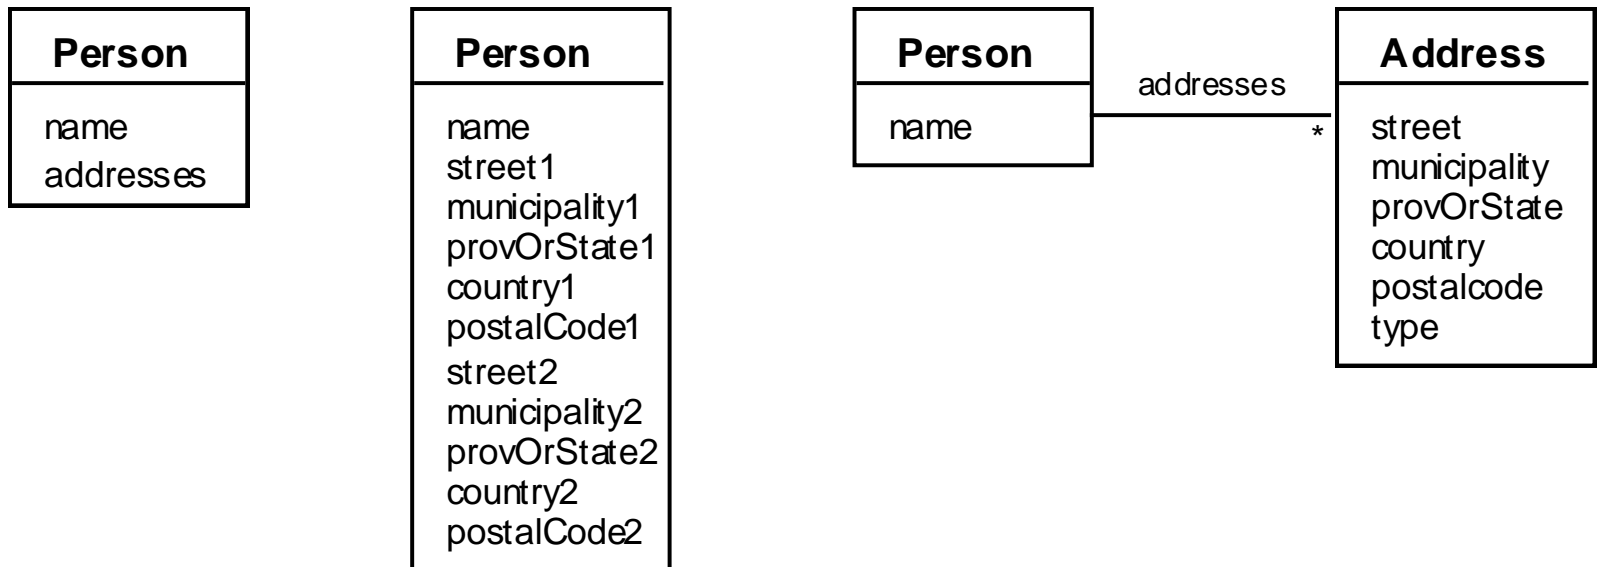 Person
name
addresses
Person
name
street1
municipality1
provOrState1
country1
postalCode1
street2
municipality2
provOrState2
country2
postalCode2
Person
name
addresses
*
Address
street
municipality
provOrState
country
postalcode
type